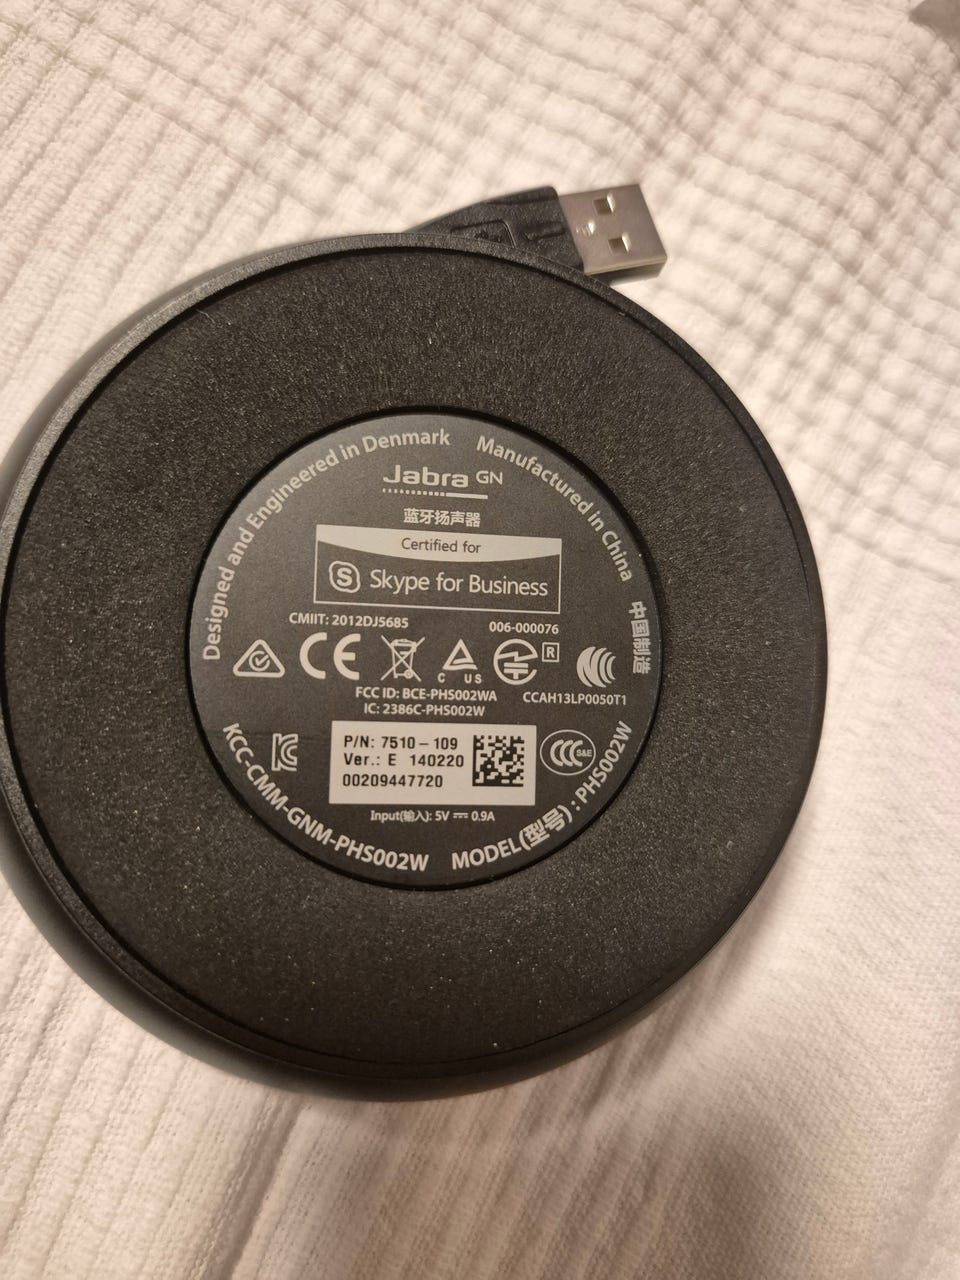 Designed and Engineered in Denmark
Manufactured in China
中国制造
Jabra GN
蓝牙扬声器
Certified for
S Skype for Business
CMIIT: 2012DJ5685
006-000076
CE
C US
R
FCC ID: BCE-PHS002WA
IC: 2386C-PHS002W
CCAH13LP0050T1
P/N: 7510-109
Ver.: E 140220
00209447720
CCC S&E
Input(输入): 5V 0.9A
KCC-CMM-GNM-PHS002W
MODEL(型号) : PHS002W